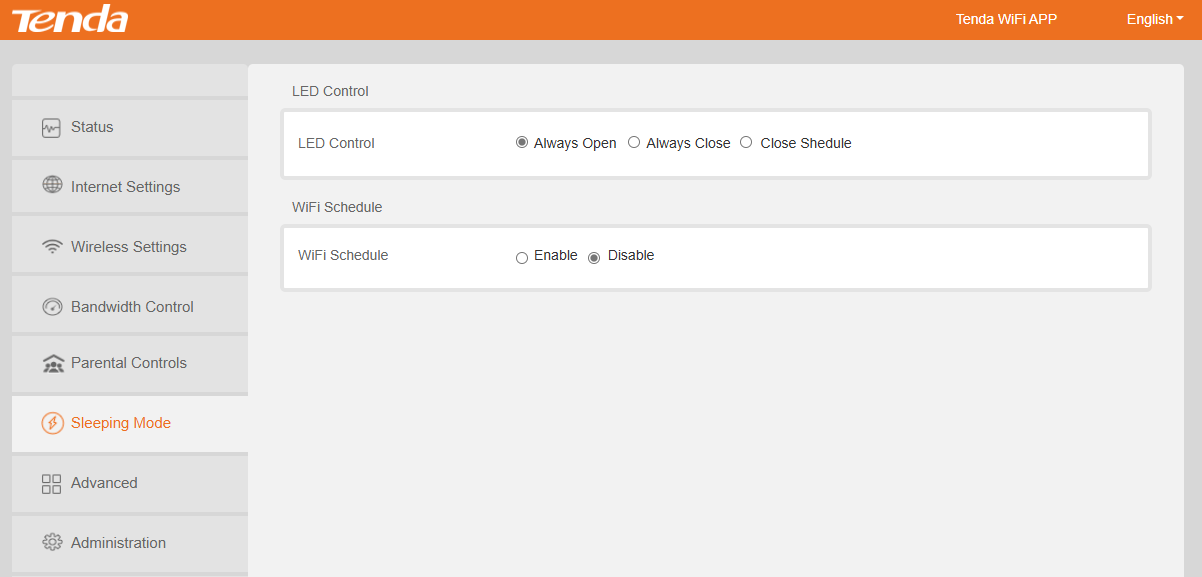 Tenda
Tenda WiFi APP
English
Status
Internet Settings
Wireless Settings
Bandwidth Control
Parental Controls
Sleeping Mode
Advanced
Administration
LED Control
LED Control Always Open Always Close Close Shedule
WiFi Schedule
WiFi Schedule Enable Disable